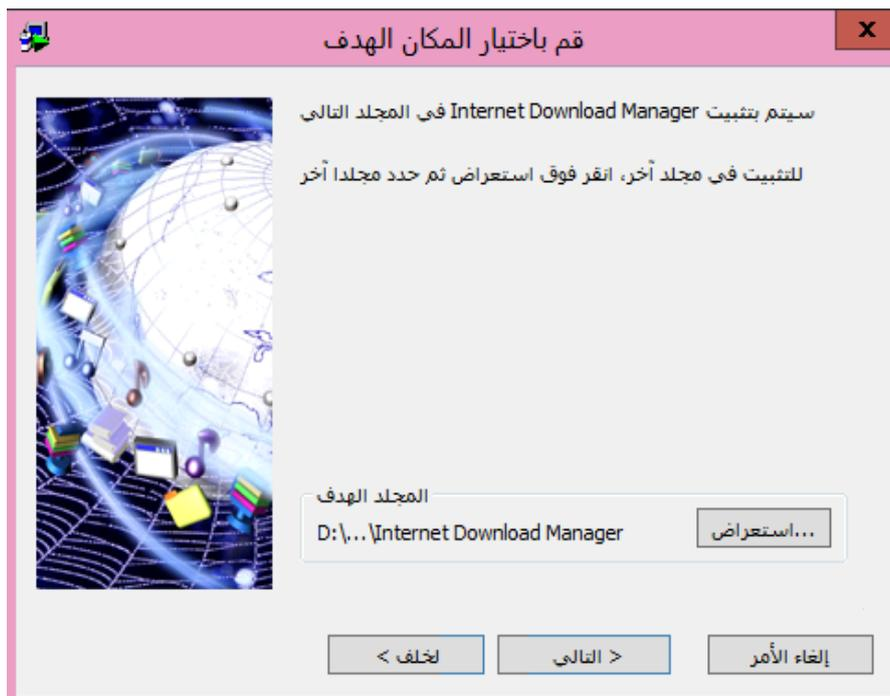 قم باختيار المكان الهدف
X
سيتم بتثبيت Internet Download Manager في المجلد التالي
للتثبيت في مجلد آخر، انقر فوق استعراض ثم حدد مجلدا آخر
المجلد الهدف
D:\...\Internet Download Manager
...استعراض
لخلف >
< التالي
إلغاء الأمر